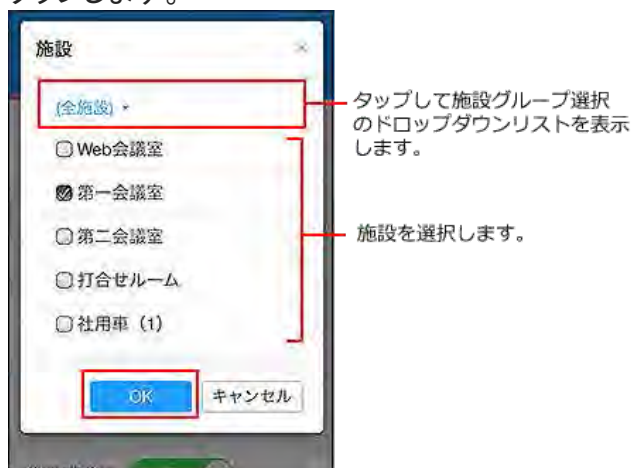 タップします。
施設
×
(全施設)
タップして施設グループ選択
のドロップダウンリストを表示
します。
Web会議室
第一会議室
第二会議室
施設を選択します。
打合せルーム
社用車（1）
OK
キャンセル